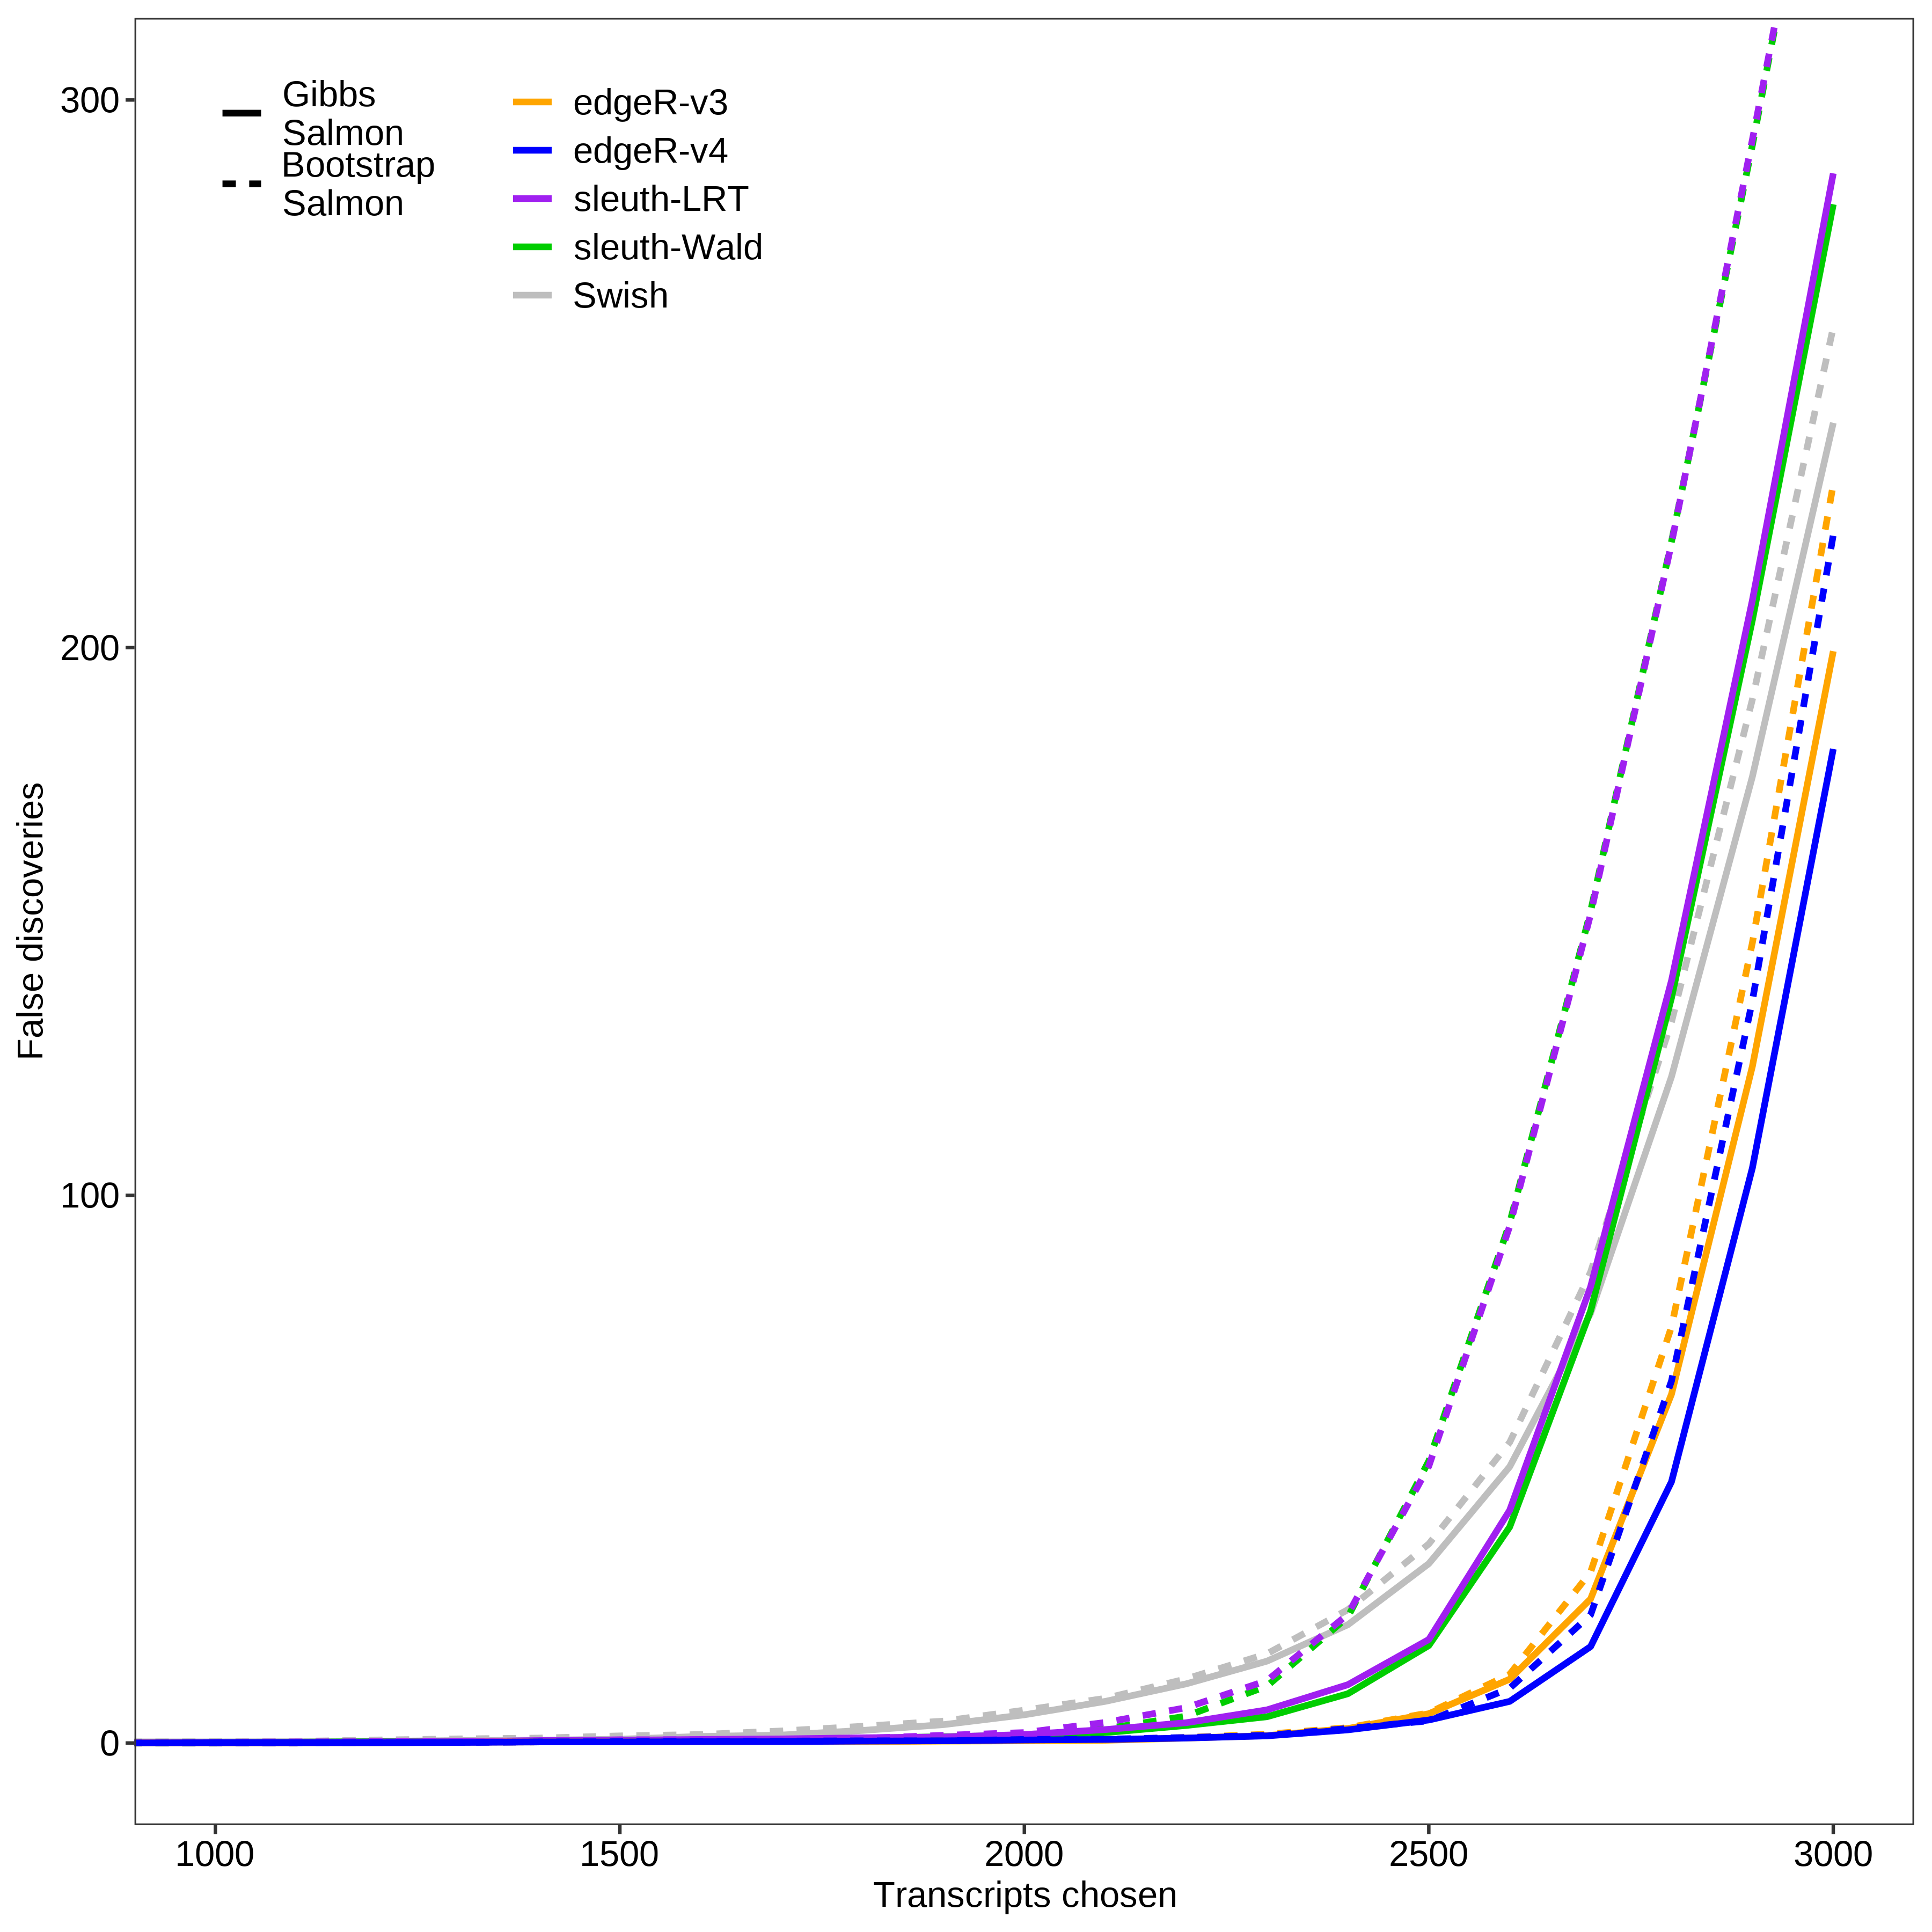 Gibbs
Salmon
Bootstrap
Salmon
edgeR-v3
edgeR-v4
sleuth-LRT
sleuth-Wald
Swish
300
200
100
0
False discoveries
1000
1500
2000
2500
3000
Transcripts chosen